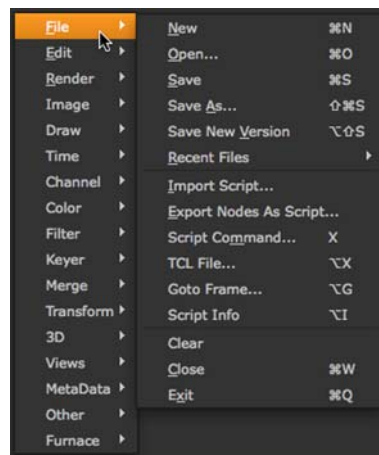 File
Edit
Render
Image
Draw
Time
Channel
Color
Filter
Keyer
Merge
Transform
3D
Views
MetaData
Other
Furnace
New ⌘N
Open... ⌘O
Save ⌘S
Save As... ⇧⌘S
Save New Version ⌥⇧S
Recent Files
Import Script...
Export Nodes As Script...
Script Command... X
TCL File... ⌥X
Goto Frame... ⌥G
Script Info ⌥I
Clear
Close ⌘W
Exit ⌘Q